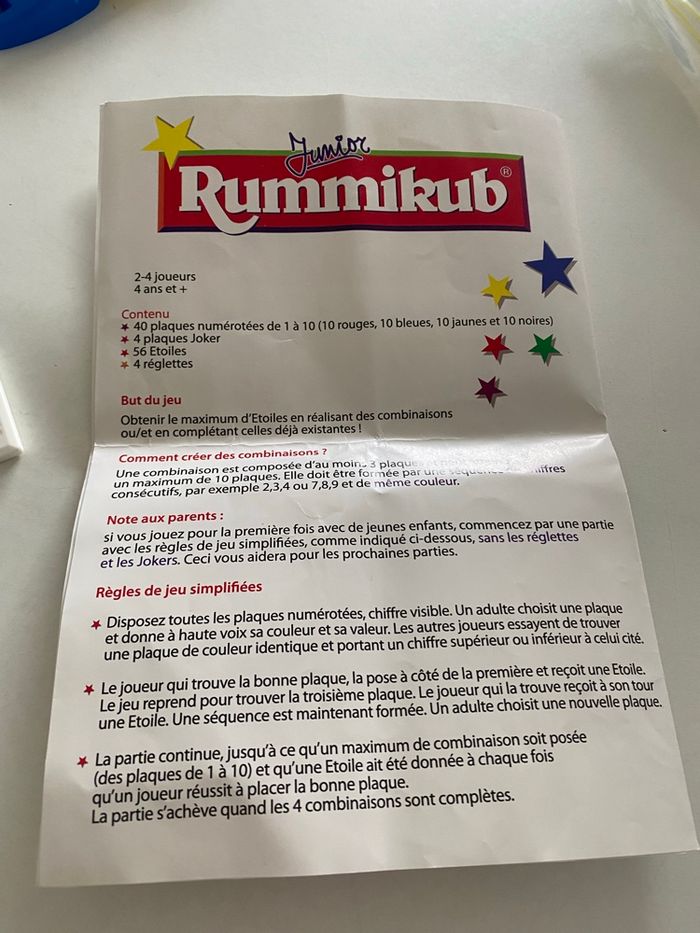 Junior
Rummikub®
2-4 joueurs
4 ans et +
Contenu
40 plaques numérotées de 1 à 10 (10 rouges, 10 bleues, 10 jaunes et 10 noires)
4 plaques Joker
56 Etoiles
4 réglettes
But du jeu
Obtenir le maximum d'Etoiles en réalisant des combinaisons
ou/et en complétant celles déjà existantes !
Comment créer des combinaisons ?
Une combinaison est composée d'au moins 3 plaques
un maximum de 10 plaques. Elle doit être formée par une séquence chiffres
consécutifs, par exemple 2,3,4 ou 7,8,9 et de même couleur.
Note aux parents :
si vous jouez pour la première fois avec de jeunes enfants, commencez par une partie
avec les règles de jeu simplifiées, comme indiqué ci-dessous, sans les réglettes
et les Jokers. Ceci vous aidera pour les prochaines parties.
Règles de jeu simplifiées
Disposez toutes les plaques numérotées, chiffre visible. Un adulte choisit une plaque
et donne à haute voix sa couleur et sa valeur. Les autres joueurs essayent de trouver
une plaque de couleur identique et portant un chiffre supérieur ou inférieur à celui cité.
Le joueur qui trouve la bonne plaque, la pose à côté de la première et reçoit une Etoile.
Le jeu reprend pour trouver la troisième plaque. Le joueur qui la trouve reçoit à son tour
une Etoile. Une séquence est maintenant formée. Un adulte choisit une nouvelle plaque.
La partie continue, jusqu'à ce qu'un maximum de combinaison soit posée
(des plaques de 1 à 10) et qu'une Etoile ait été donnée à chaque fois
qu'un joueur réussit à placer la bonne plaque.
La partie s'achève quand les 4 combinaisons sont complètes.